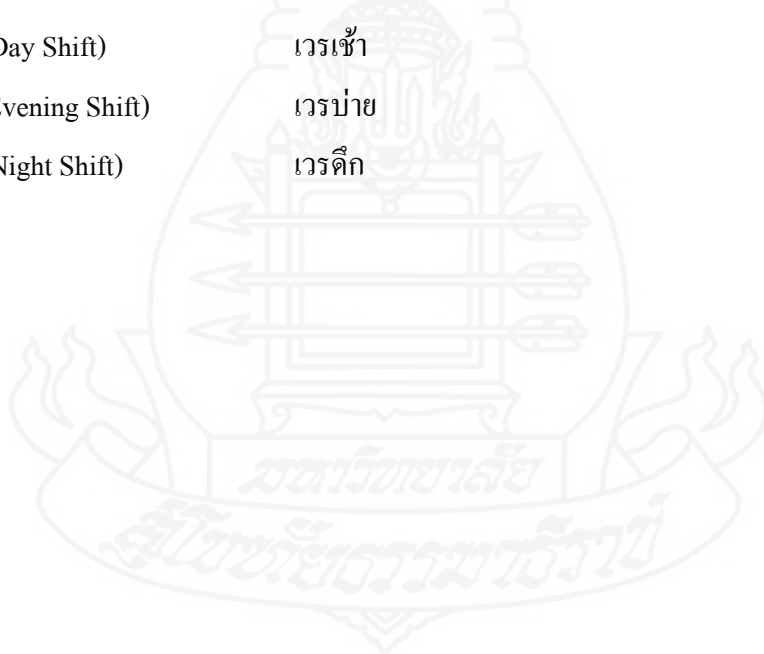 Day Shift) เวรเช้า
Evening Shift) เวรบ่าย
Night Shift) เวรดึก
มหาวิทยาลัย
สุโขทัยธรรมาธิราช